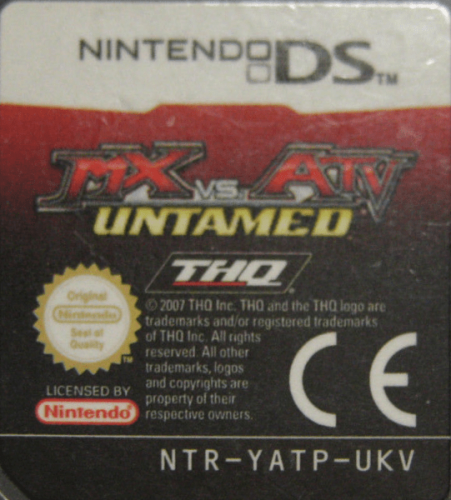 NINTENDO DS™
MX vs. ATV
UNTAMED
THQ
© 2007 THQ Inc. THQ and the THQ logo are
trademarks and/or registered trademarks
of THQ Inc. All rights
reserved. All other
trademarks, logos
and copyrights are
property of their
respective owners.
Original
Nintendo
Seal of
Quality
TM
LICENSED BY
Nintendo
CE
NTR-YATP-UKV